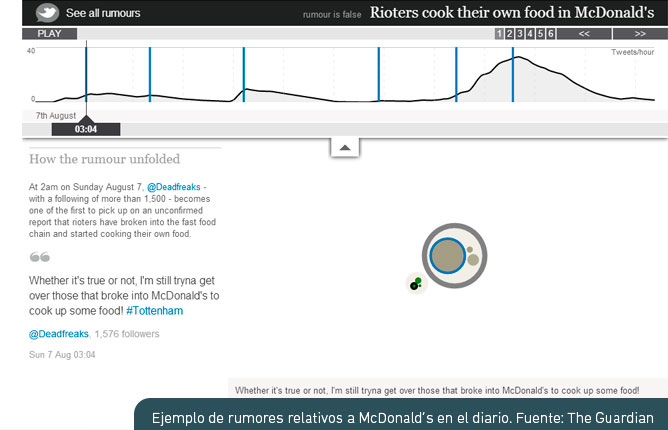 See all rumours
rumour is false
Rioters cook their own food in McDonald's
PLAY
1 2 3 4 5 6
<<
>>
40
Tweets/hour
0
7th August
03:04
How the rumour unfolded
At 2am on Sunday August 7, @Deadfreaks -
with a following of more than 1,500 - becomes
one of the first to pick up on an unconfirmed
report that rioters have broken into the fast food
chain and started cooking their own food.
Whether it's true or not, I'm still tryna get
over those that broke into McDonald's to
cook up some food! #Tottenham
@Deadfreaks, 1,576 followers
Sun 7 Aug 03:04
Whether it's true or not, I'm still tryna get over those that broke into McDonald's to cook up some food!
Ejemplo de rumores relativos a McDonald's en el diario. Fuente: The Guardian